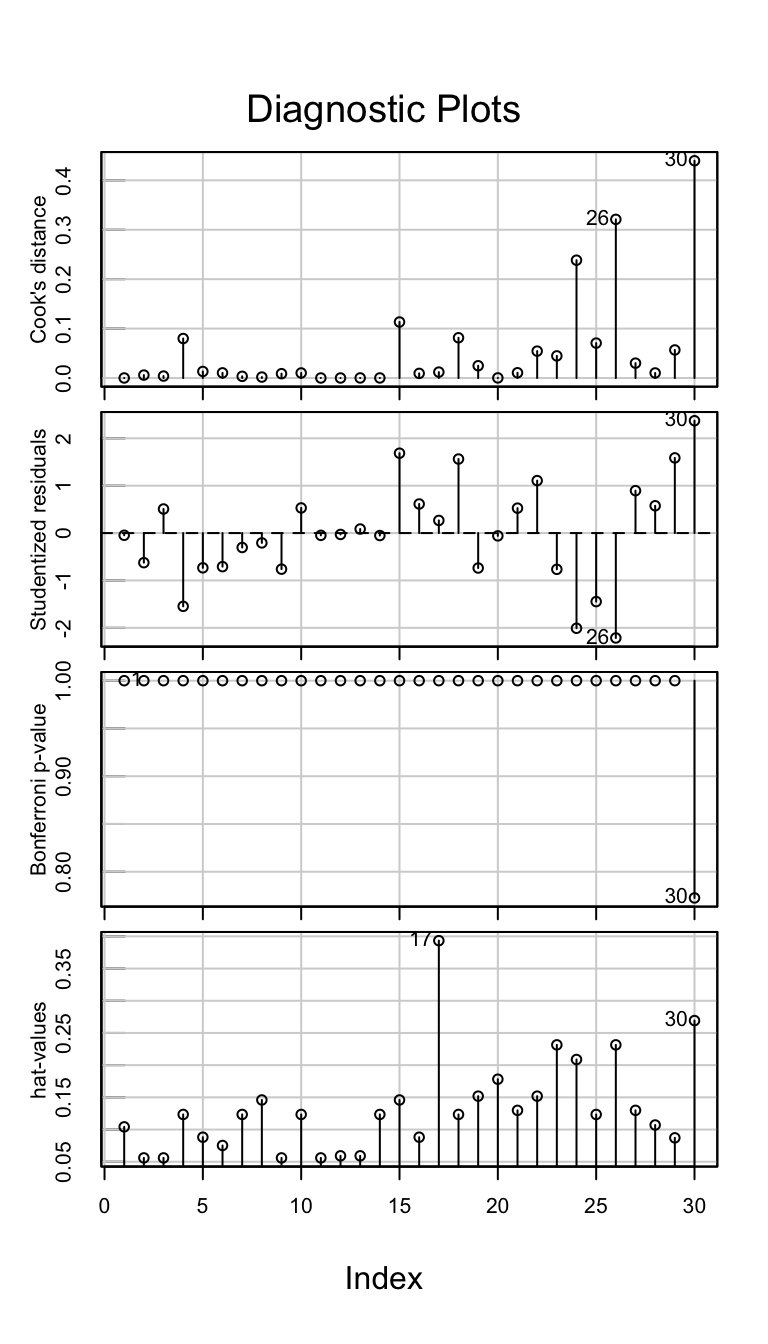 Diagnostic Plots
Cook's distance
0.0 0.1 0.2 0.3 0.4
26
30
Studentized residuals
-2 -1 0 1 2
26
30
Bonferroni p-value
0.80 0.90 1.00
1
30
hat-values
0.05 0.15 0.25 0.35
17
30
0 5 10 15 20 25 30
Index